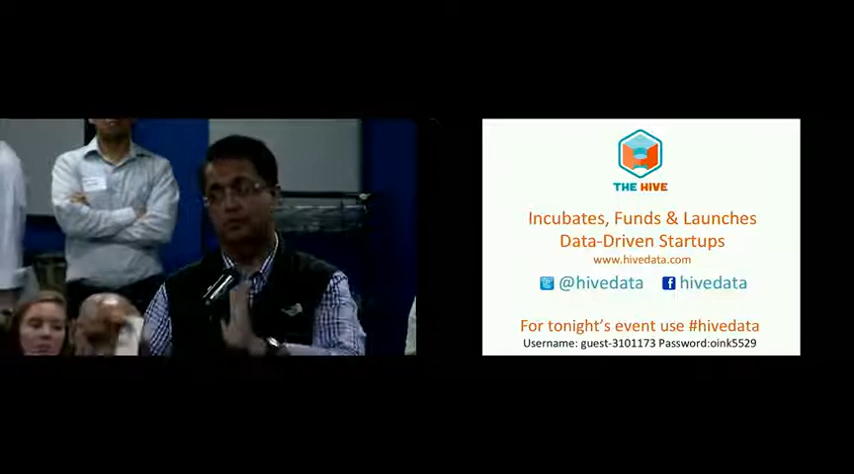 THE HIVE
Incubates, Funds & Launches
Data-Driven Startups
www.hivedata.com
@hivedata hivedata
For tonight's event use #hivedata
Username: guest-3101173 Password:oink5529